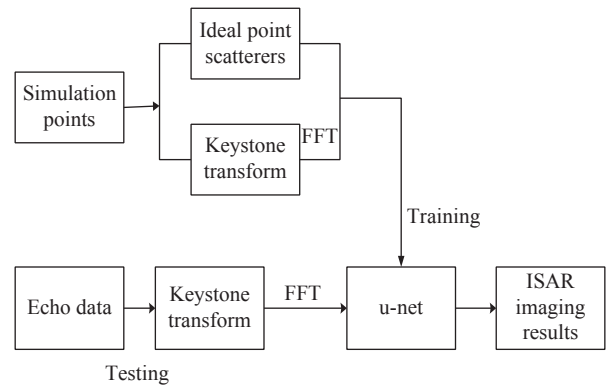 Ideal point
scatterers
Simulation
points
Keystone
transform
FFT
Training
Echo data
Keystone
transform
FFT
u-net
ISAR
imaging
results
Testing